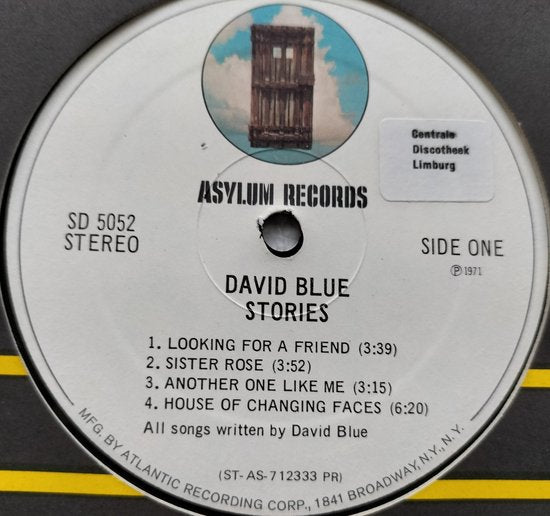 Centrale
Discotheek
Limburg
ASYLUM RECORDS
SD 5052
STEREO
SIDE ONE
℗ 1971
DAVID BLUE
STORIES
1. LOOKING FOR A FRIEND (3:39)
2. SISTER ROSE (3:52)
3. ANOTHER ONE LIKE ME (3:15)
4. HOUSE OF CHANGING FACES (6:20)
All songs written by David Blue
(ST-AS-712333 PR)
MFG. BY ATLANTIC RECORDING CORP., 1841 BROADWAY, N.Y., N.Y.